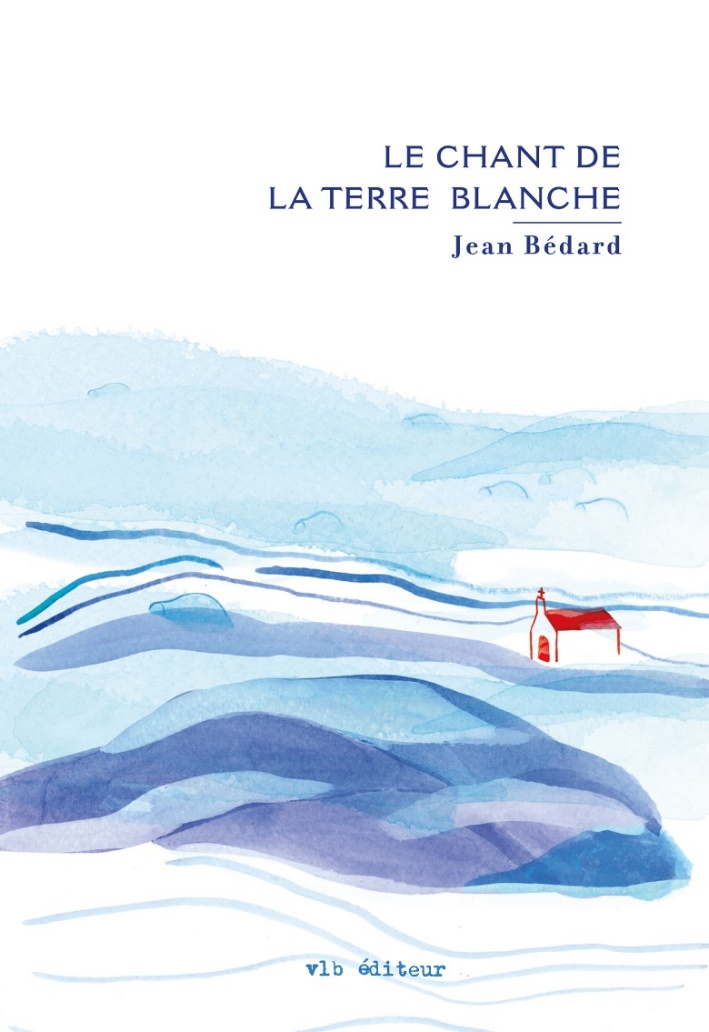 LE CHANT DE
LA TERRE BLANCHE
Jean Bédard
vlb éditeur